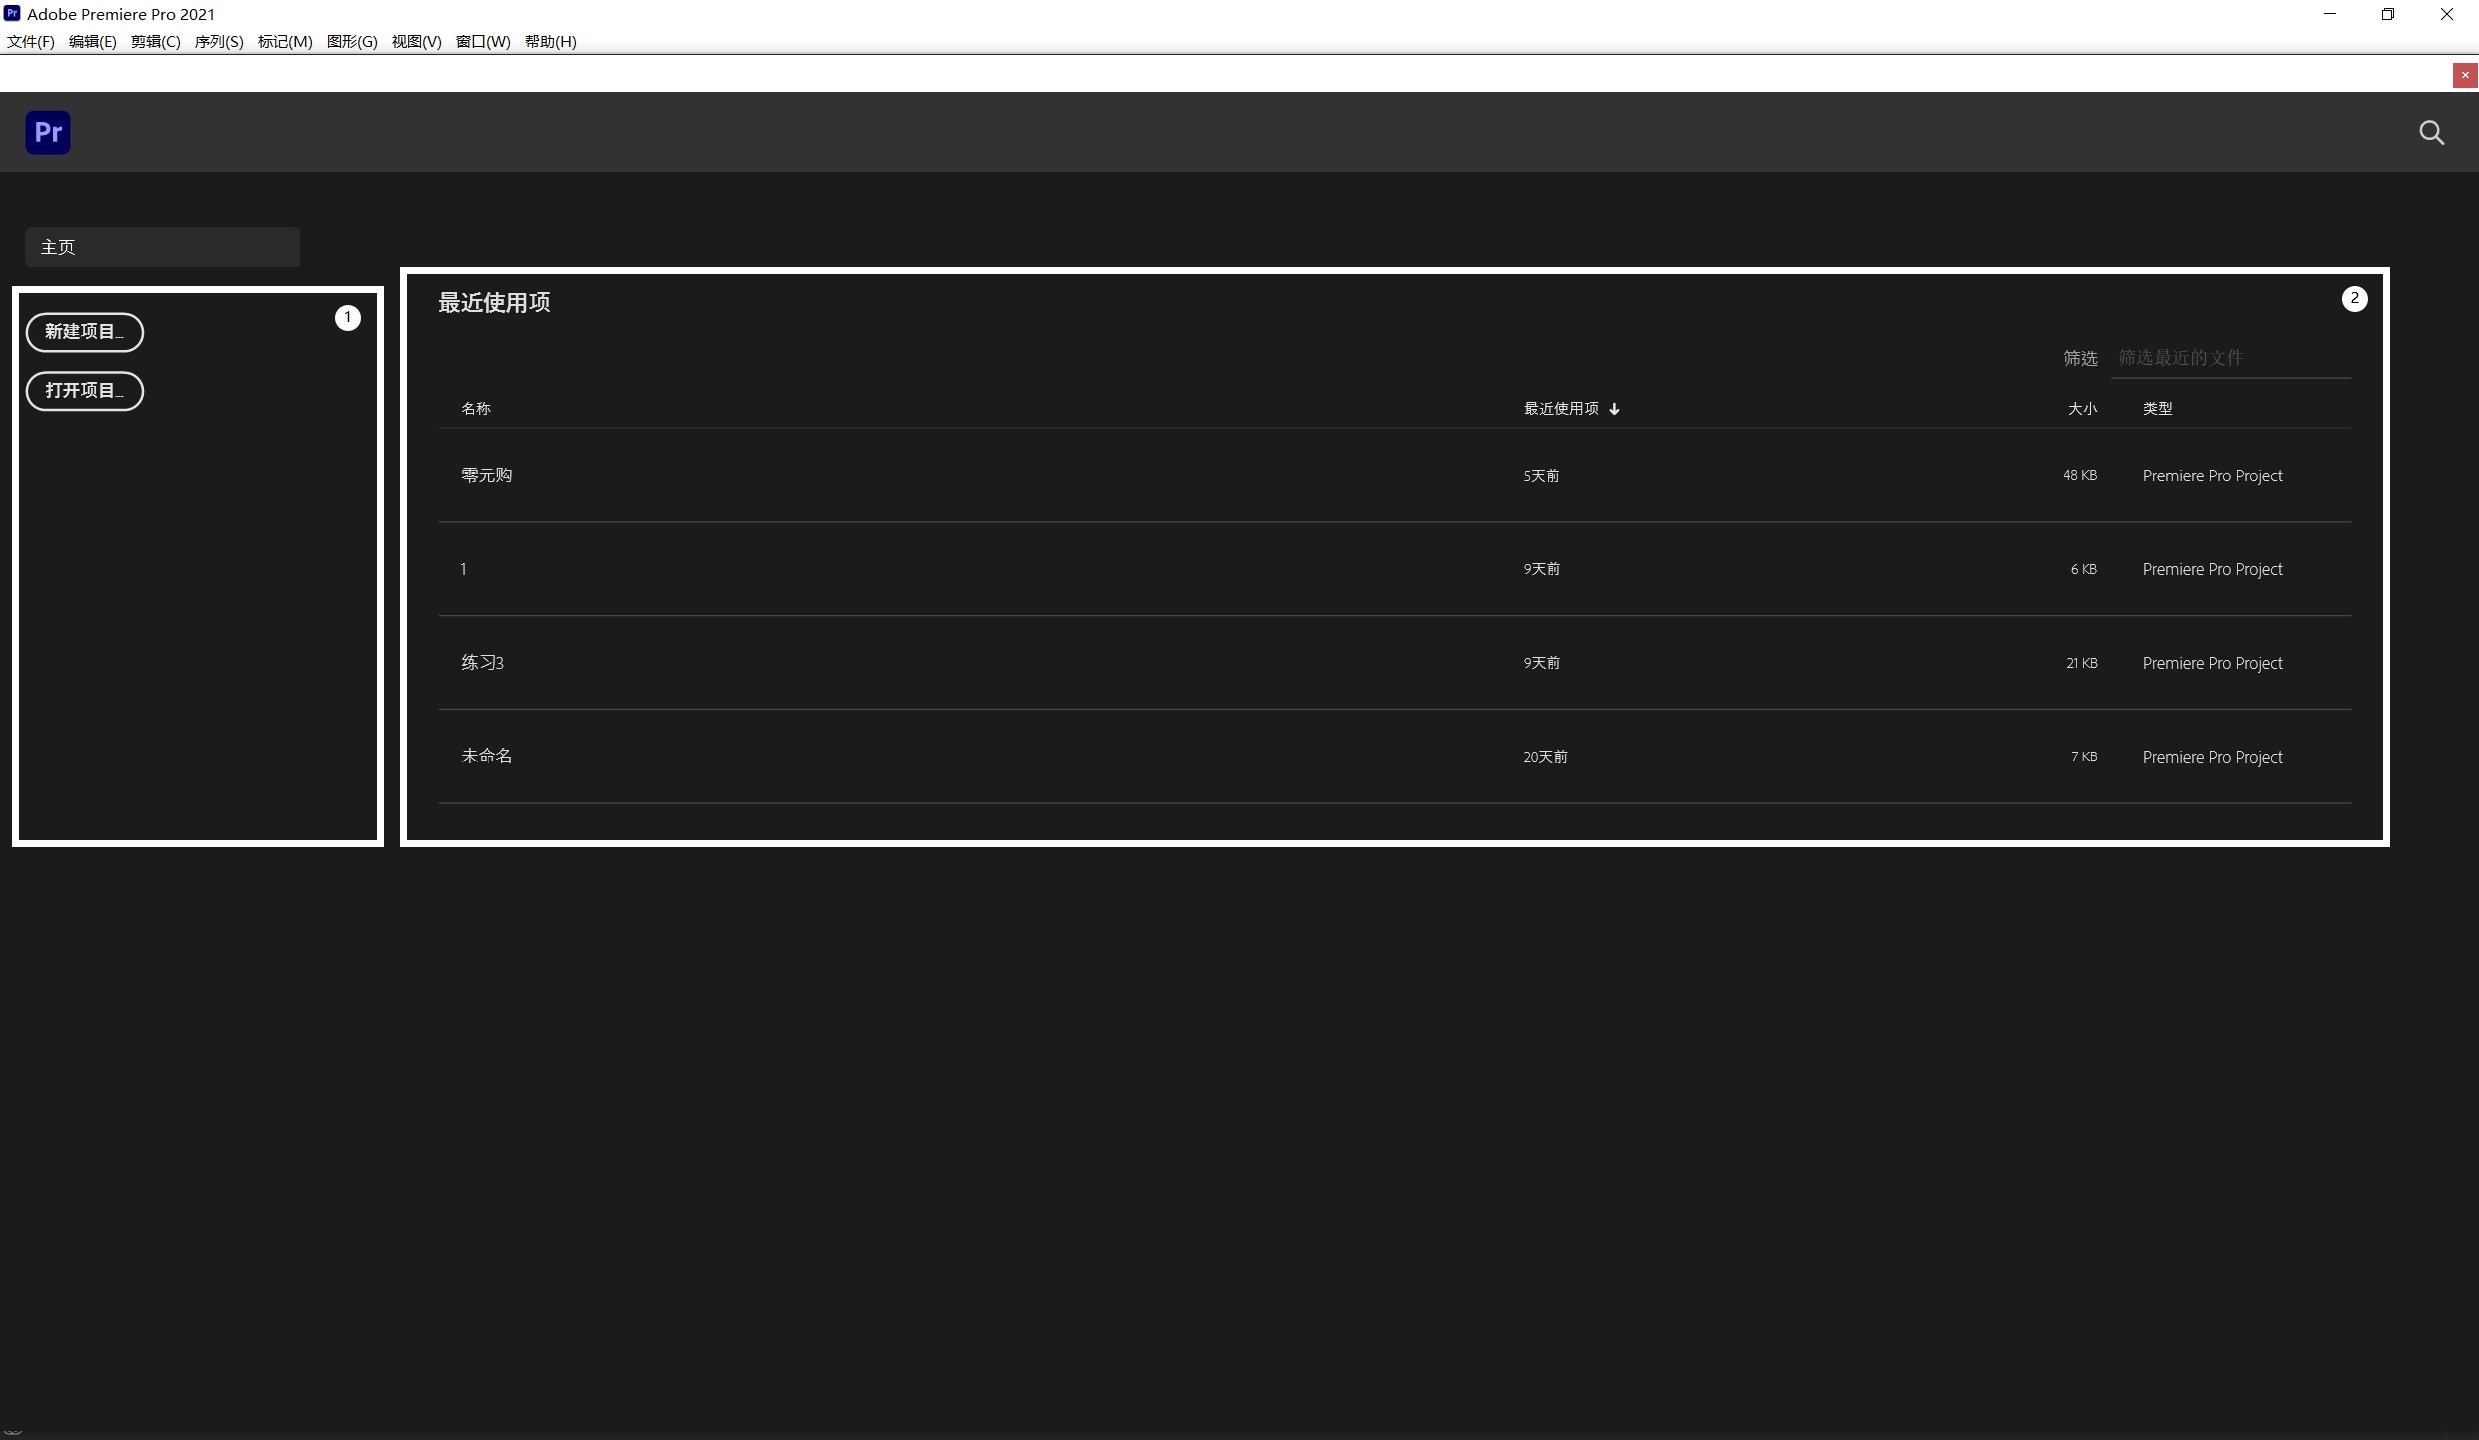 Pr Adobe Premiere Pro 2021
文件(F) 编辑(E) 剪辑(C) 序列(S) 标记(M) 图形(G) 视图(V) 窗口(W) 帮助(H)
Pr
主页
新建项目...
打开项目...
1
最近使用项
2
筛选 筛选最近的文件
名称 最近使用项 大小 类型
零元购 5天前 48 KB Premiere Pro Project
1 9天前 6 KB Premiere Pro Project
练习3 9天前 21 KB Premiere Pro Project
未命名 20天前 7 KB Premiere Pro Project